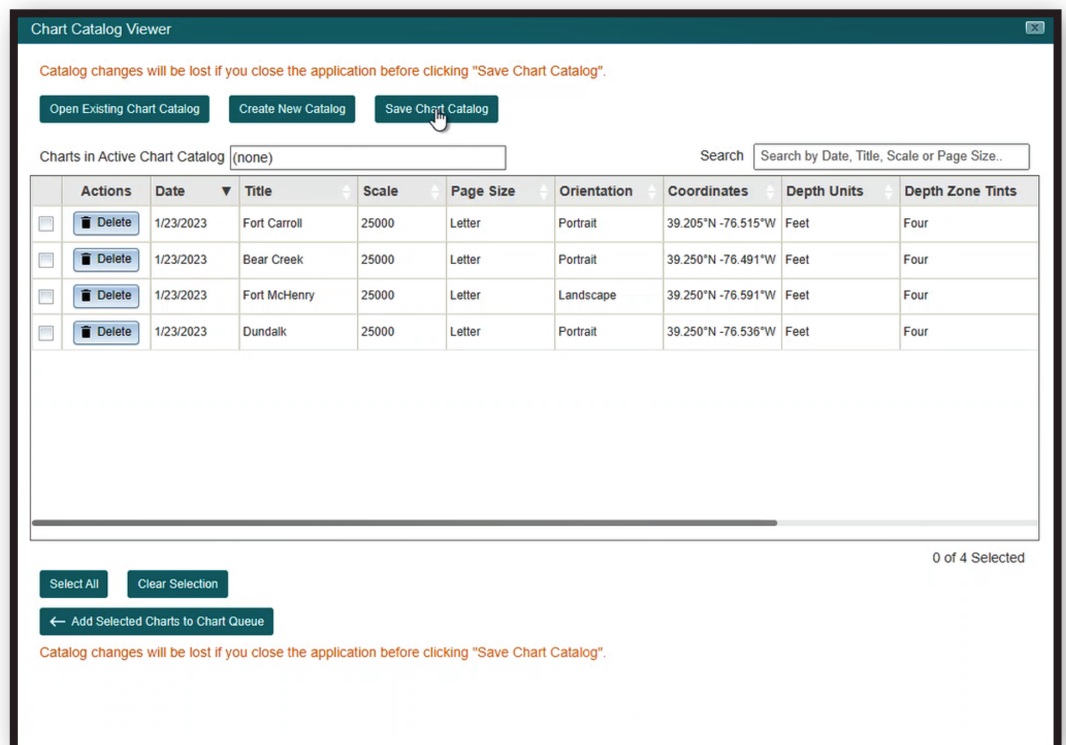 Chart Catalog Viewer
Catalog changes will be lost if you close the application before clicking "Save Chart Catalog".
Open Existing Chart Catalog Create New Catalog Save Chart Catalog
Charts in Active Chart Catalog (none) Search Search by Date, Title, Scale or Page Size..
Actions Date ▼ Title Scale Page Size Orientation Coordinates Depth Units Depth Zone Tints
Delete 1/23/2023 Fort Carroll 25000 Letter Portrait 39.205°N -76.515°W Feet Four
Delete 1/23/2023 Bear Creek 25000 Letter Portrait 39.250°N -76.491°W Feet Four
Delete 1/23/2023 Fort McHenry 25000 Letter Landscape 39.250°N -76.591°W Feet Four
Delete 1/23/2023 Dundalk 25000 Letter Portrait 39.250°N -76.536°W Feet Four
0 of 4 Selected
Select All Clear Selection
← Add Selected Charts to Chart Queue
Catalog changes will be lost if you close the application before clicking "Save Chart Catalog".